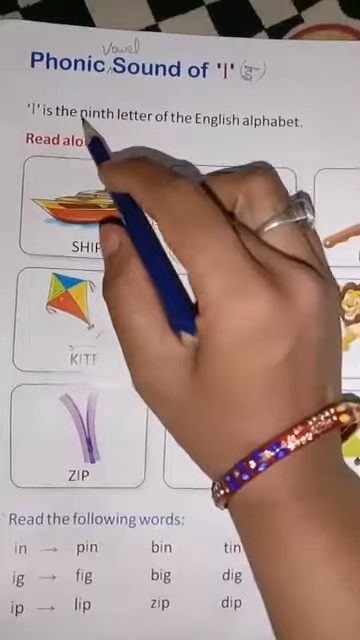 Vowel
Phonic Sound of 'I'
'I' is the ninth letter of the English alphabet.
Read
SHIP
KITE
ZIP
Read the following words:
in → pin bin tin
ig → fig big dig
ip → lip zip dip